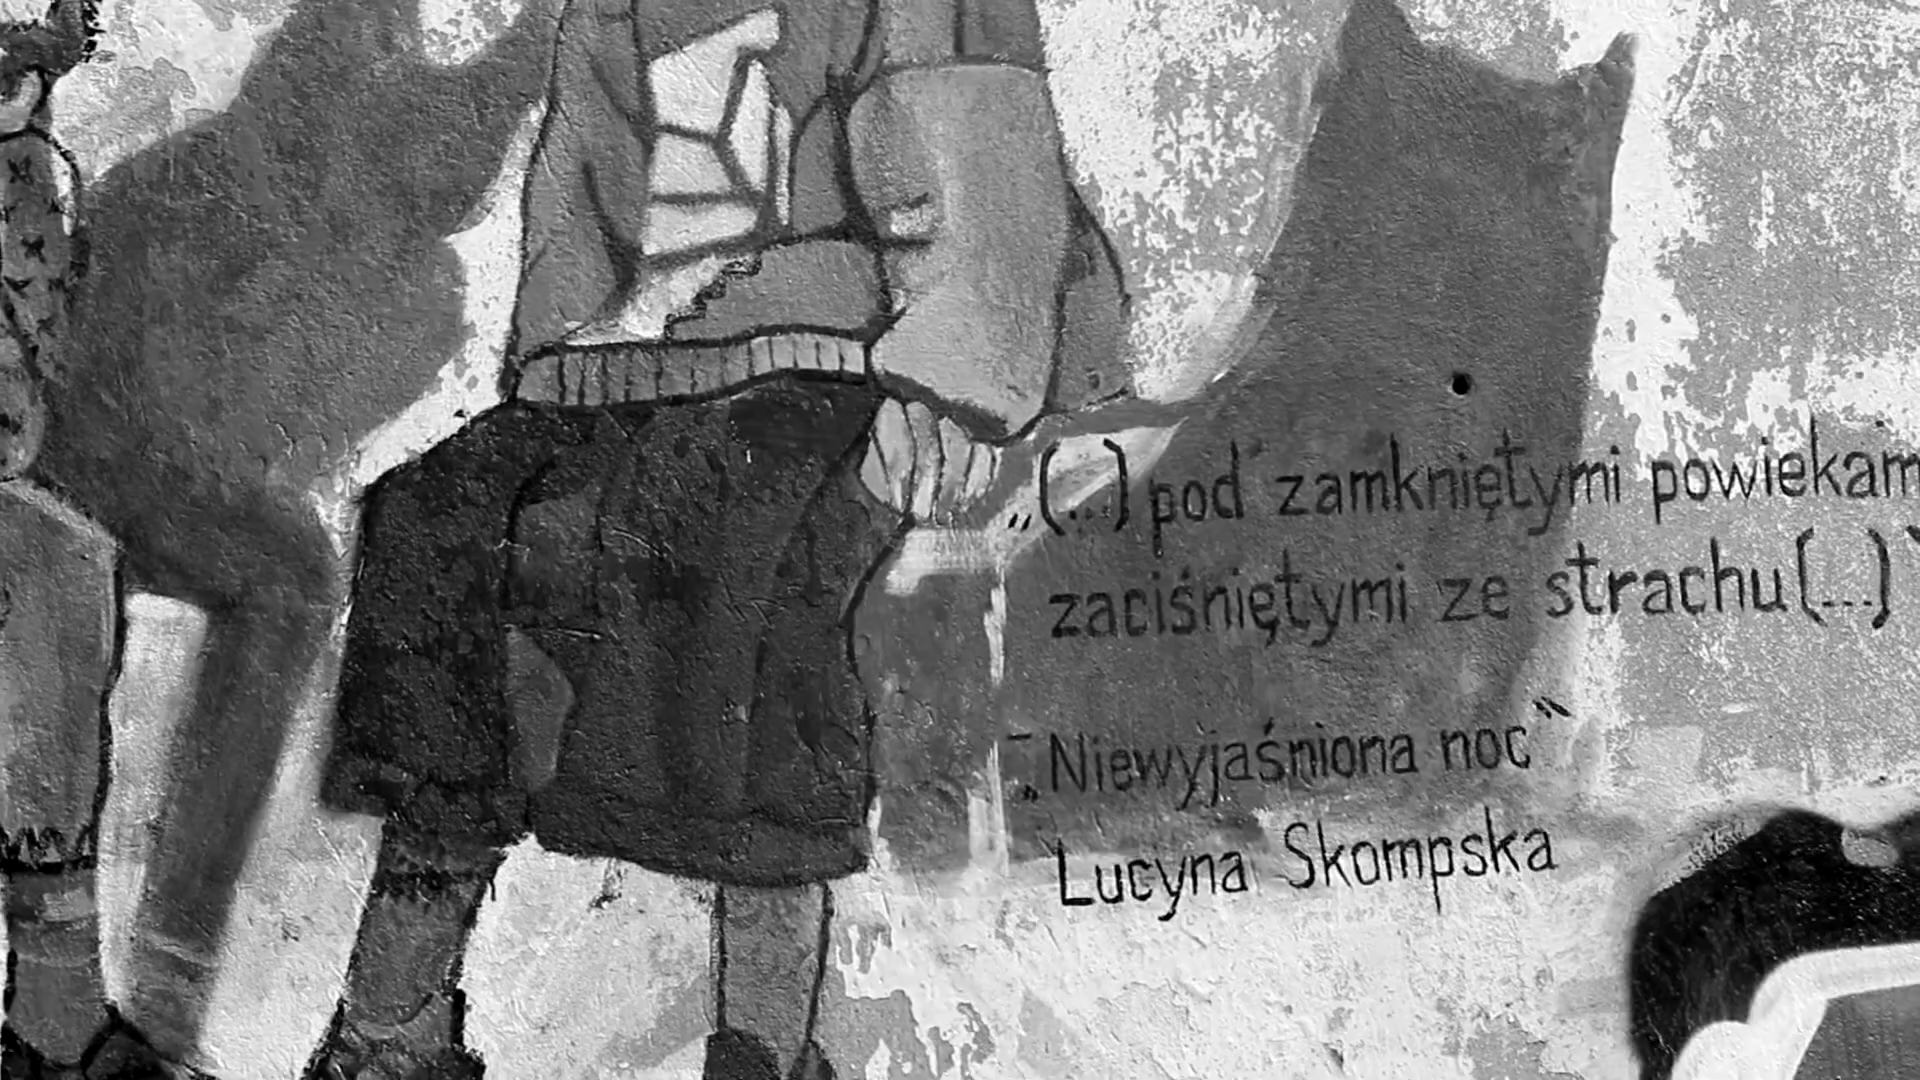 „(...) pod zamkniętymi powiekam
zaciśniętymi ze strachu (...)"
- „Niewyjaśniona noc"
Lucyna Skompska